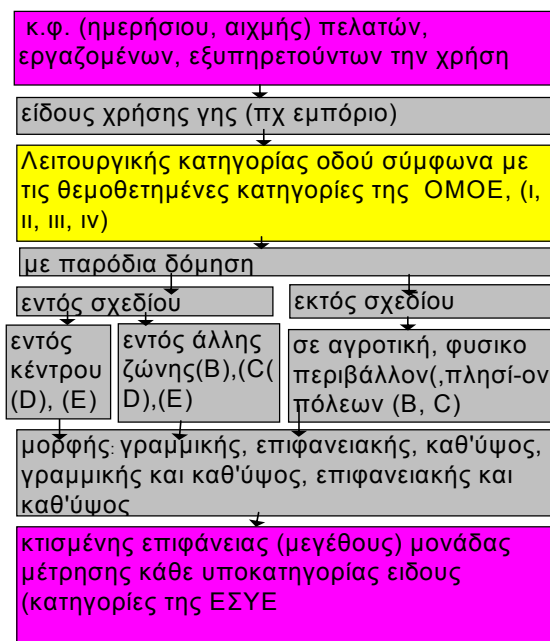 κ.φ. (ημερήσιου, αιχμής) πελατών,
εργαζομένων, εξυπηρετούντων την χρήση
είδους χρήσης γης (πχ εμπόριο)
Λειτουργικής κατηγορίας οδού σύμφωνα με
τις θεμοθετημένες κατηγορίες της ΟΜΟΕ, (ι,
ιι, ιιι, ιν)
με παρόδια δόμηση
εντός σχεδίου
εκτός σχεδίου
εντός
κέντρου
(D), (E)
εντός άλλης
ζώνης(B),(C(
D),(E)
σε αγροτική, φυσικο
περιβάλλον(,πλησί-ον
πόλεων (B, C)
μορφής: γραμμικής, επιφανειακής, καθ'ύψος,
γραμμικής και καθ'ύψος, επιφανειακής και
καθ'ύψος
κτισμένης επιφάνειας (μεγέθους) μονάδας
μέτρησης κάθε υποκατηγορίας ειδους
(κατηγορίες της ΕΣΥΕ